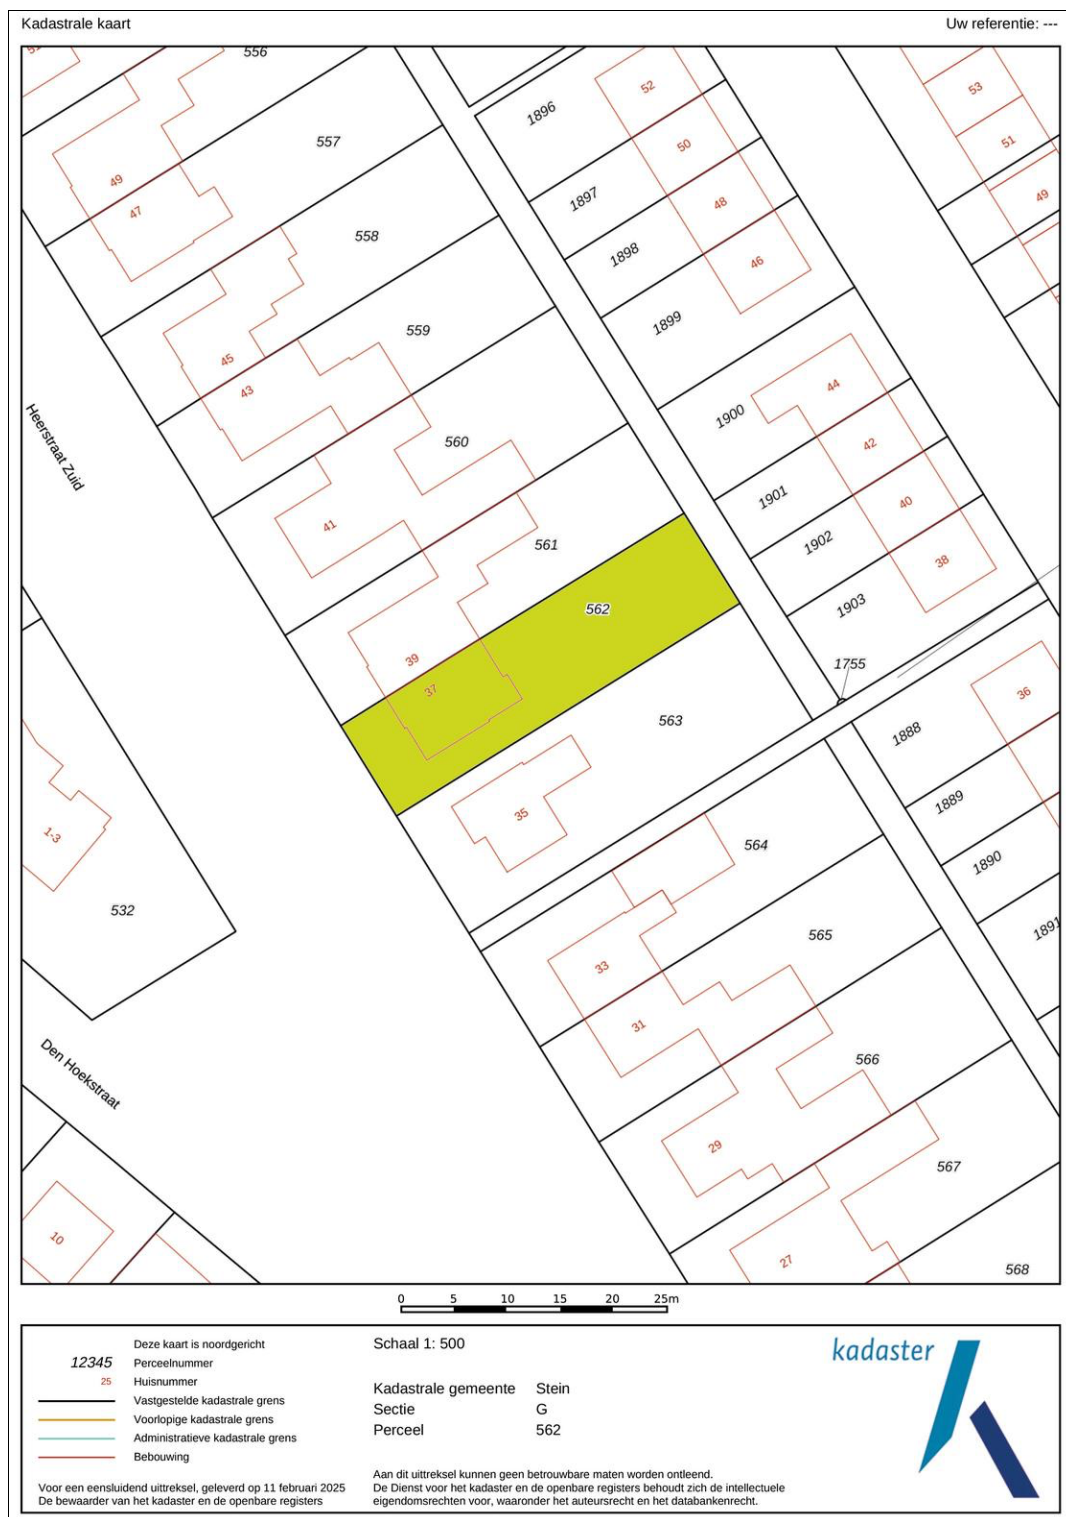 Kadastrale kaart
Uw referentie: ---
556
52
53
1896
557
50
51
49
1897
49
47
48
558
1898
46
1899
559
45
43
44
1900
Heerstraat Zuid
560
42
1901
40
41
1902
561
38
562
1903
39
1755
37
36
563
1888
1889
35
1-3
564
1890
532
1891
565
33
31
Den Hoekstraat
566
29
567
10
27
568
0 5 10 15 20 25m
Deze kaart is noordgericht
12345 Perceelnummer
25 Huisnummer
Vastgestelde kadastrale grens
Voorlopige kadastrale grens
Administratieve kadastrale grens
Bebouwing
Voor een eensluidend uittreksel, geleverd op 11 februari 2025
De bewaarder van het kadaster en de openbare registers
Schaal 1: 500
Kadastrale gemeente Stein
Sectie G
Perceel 562
Aan dit uittreksel kunnen geen betrouwbare maten worden ontleend.
De Dienst voor het kadaster en de openbare registers behoudt zich de intellectuele
eigendomsrechten voor, waaronder het auteursrecht en het databankenrecht.
kadaster